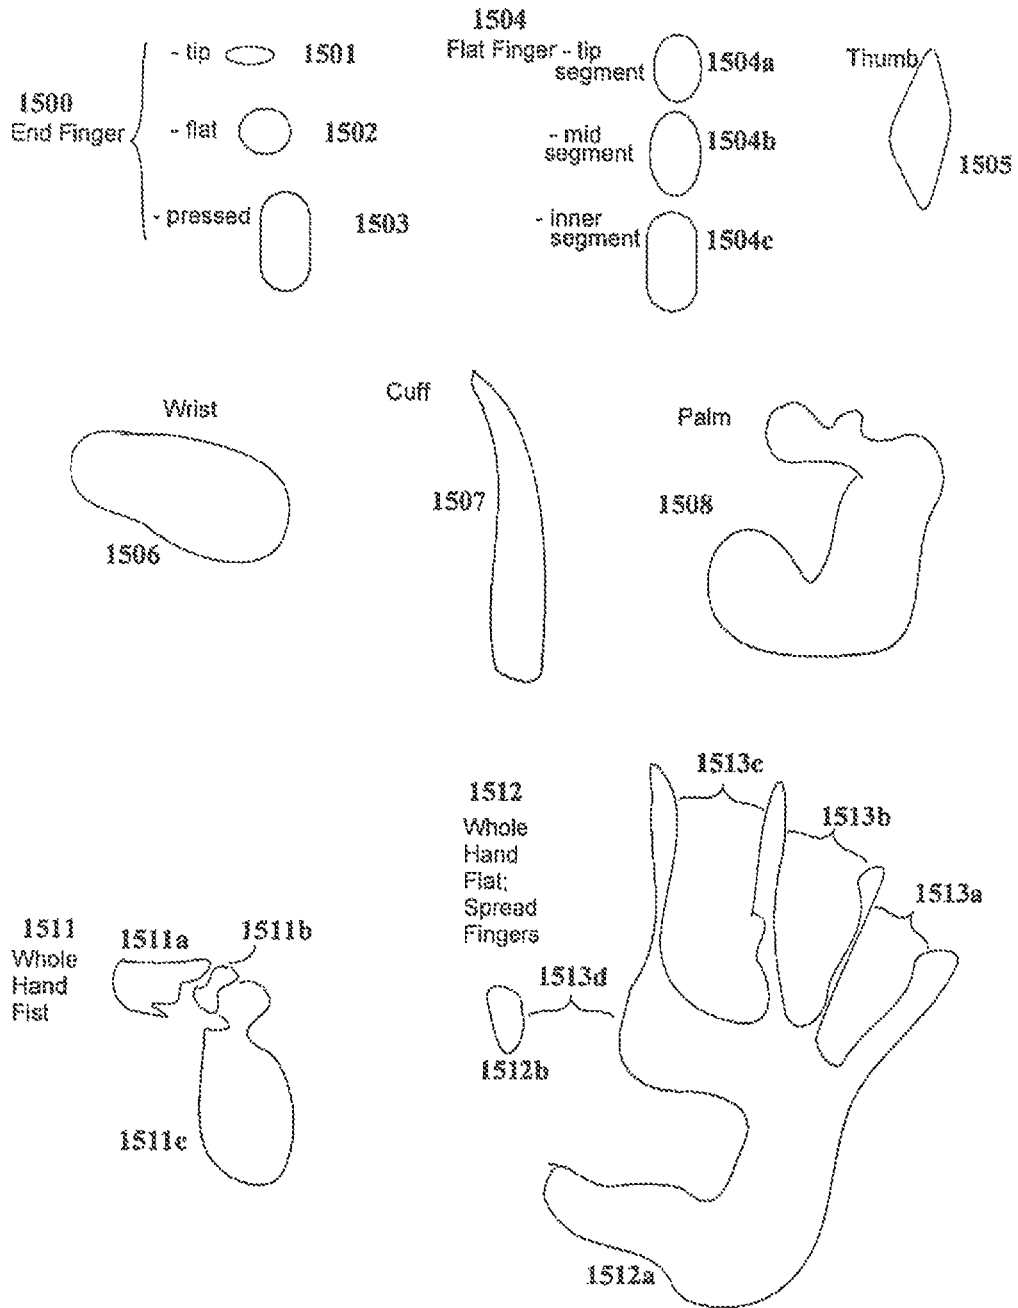 1500
End Finger
- tip
1501
- flat
1502
- pressed
1503
1504
Flat Finger - tip
segment
1504a
- mid
segment
1504b
- inner
segment
1504c
Thumb
1505
Wrist
1506
Cuff
1507
Palm
1508
1511
Whole
Hand
Fist
1511a
1511b
1511c
1512
Whole
Hand
Flat;
Spread
Fingers
1513c
1513b
1513a
1513d
1512b
1512a